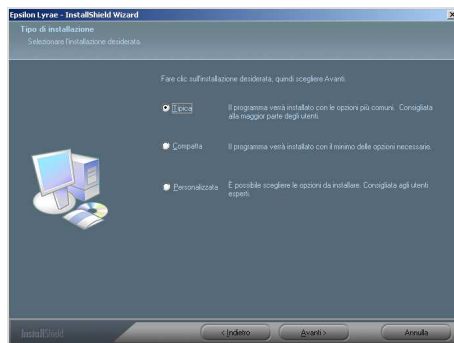 Epsilon Lyrae - InstallShield Wizard
Tipo di installazione
Selezionare l'installazione desiderata.
Fare clic sull'installazione desiderata, quindi scegliere Avanti.
Tipica
Il programma verrà installato con le opzioni più comuni. Consigliata
alla maggior parte degli utenti.
Compatta
Il programma verrà installato con il minimo delle opzioni necessarie.
Personalizzata
È possibile scegliere le opzioni da installare. Consigliata agli utenti
esperti.
InstallShield
< Indietro
Avanti >
Annulla